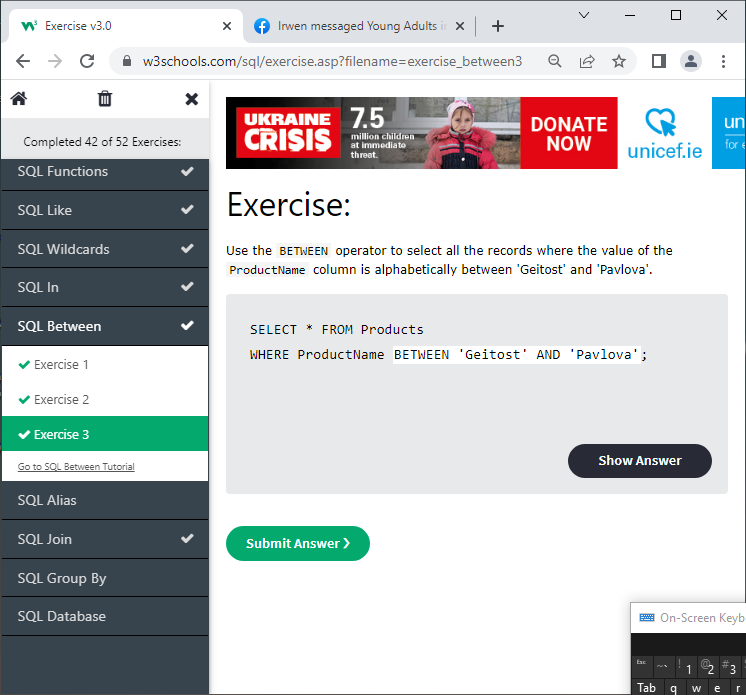 Exercise v3.0
Irwen messaged Young Adults i
w3schools.com/sql/exercise.asp?filename=exercise_between3
Completed 42 of 52 Exercises:
SQL Functions
SQL Like
SQL Wildcards
SQL In
SQL Between
Exercise 1
Exercise 2
Exercise 3
Go to SQL Between Tutorial
SQL Alias
SQL Join
SQL Group By
SQL Database
UKRAINE
CRISIS
7.5
million children
at immediate
threat.
DONATE
NOW
unicef.ie
un
for e
Exercise:
Use the BETWEEN operator to select all the records where the value of the
ProductName column is alphabetically between 'Geitost' and 'Pavlova'.
SELECT * FROM Products
WHERE ProductName BETWEEN 'Geitost' AND 'Pavlova';
Show Answer
Submit Answer ❯
On-Screen Keyb
esc ~ ` ! 1 @ 2 # 3
Tab q w e r